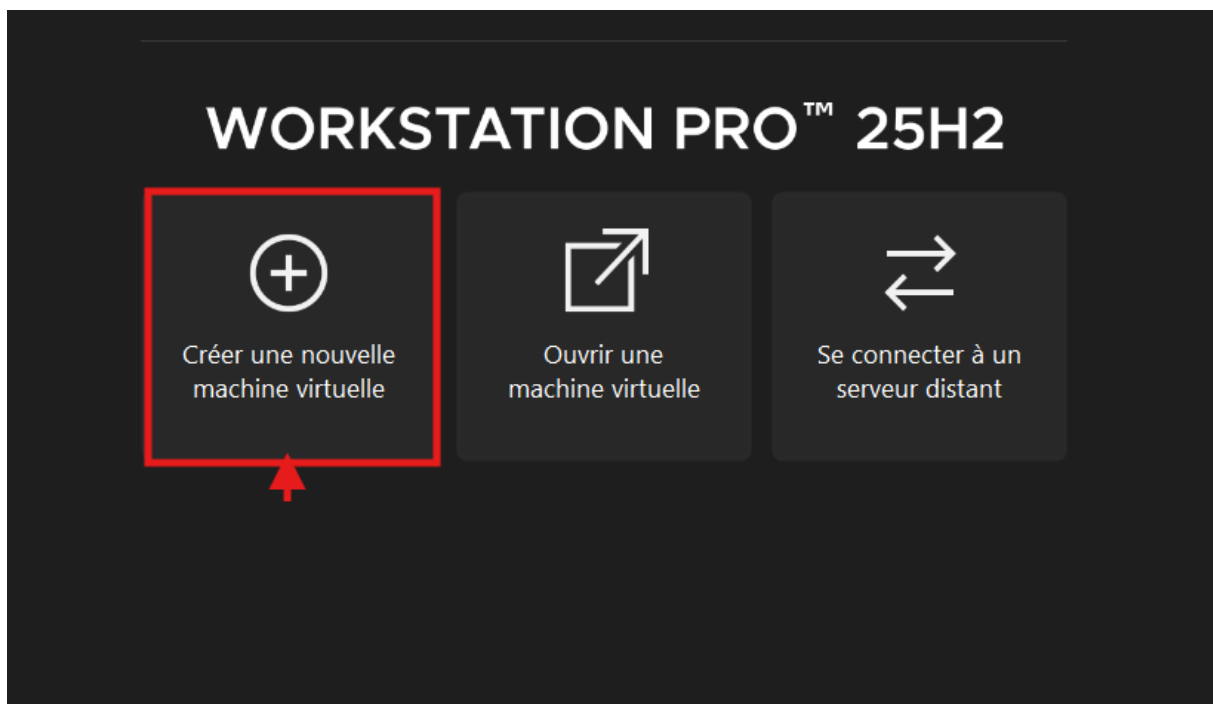 WORKSTATION PRO™ 25H2
Créer une nouvelle
machine virtuelle
Ouvrir une
machine virtuelle
Se connecter à un
serveur distant